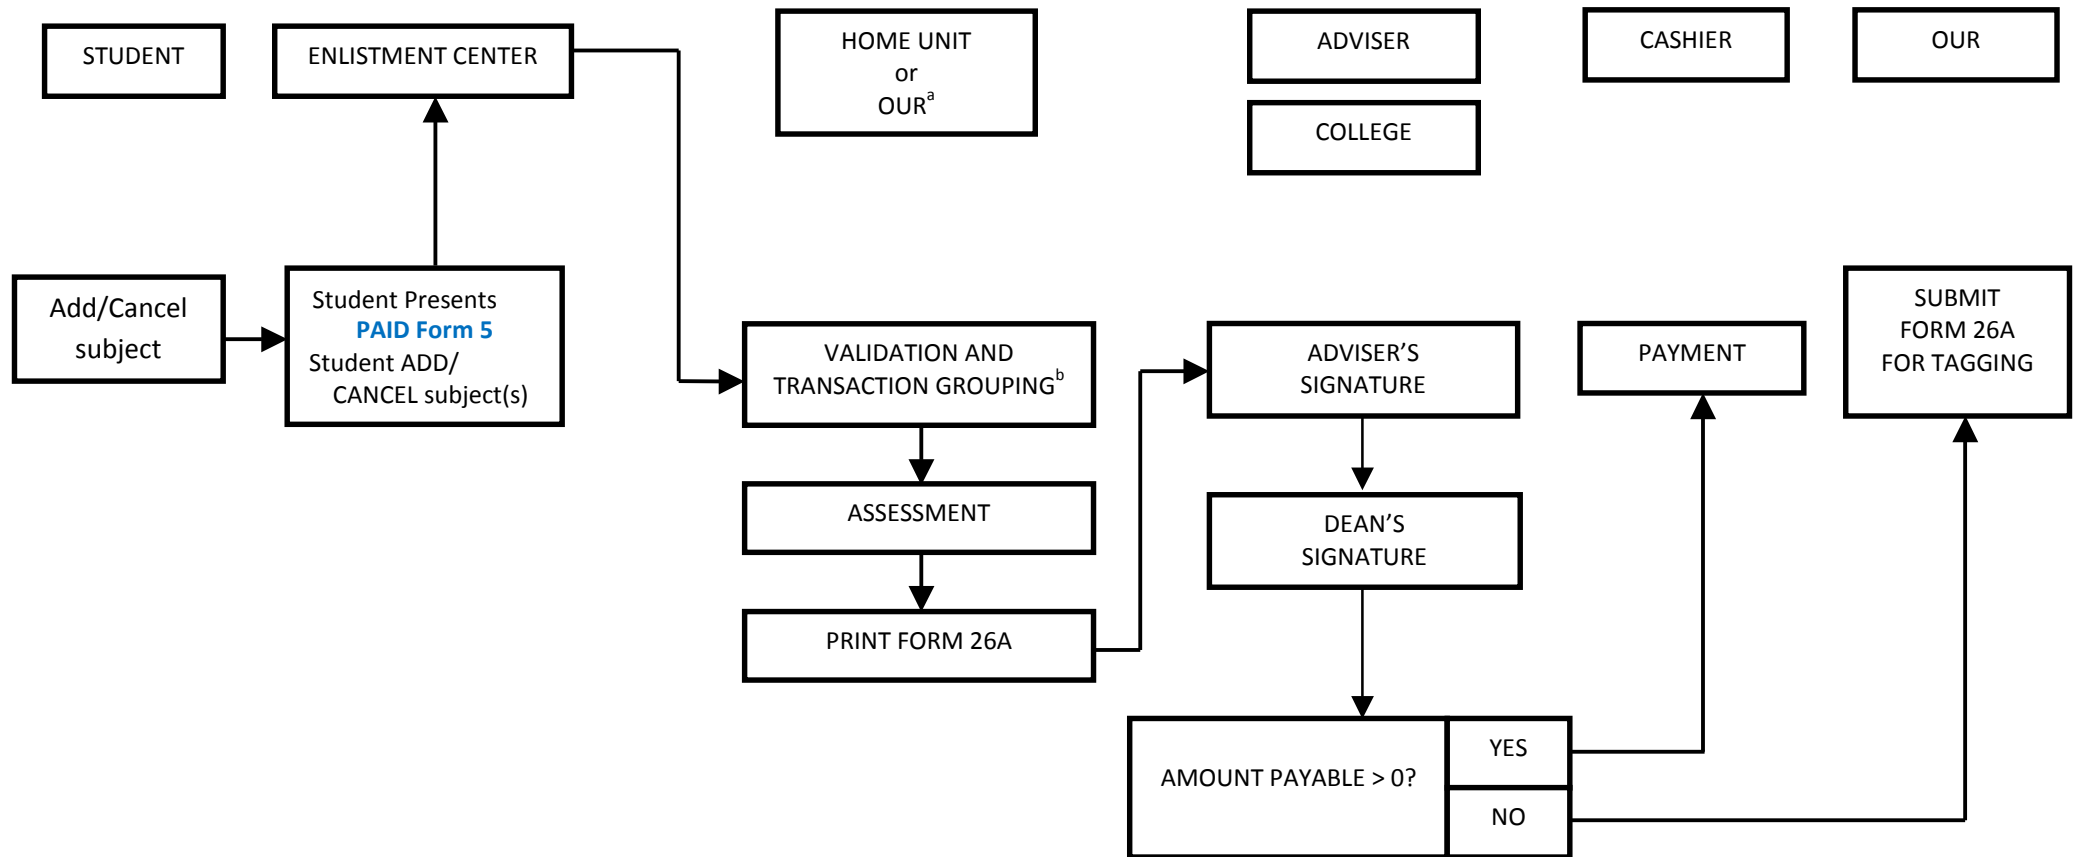 STUDENT
ENLISTMENT CENTER
HOME UNIT
or
OURᵃ
ADVISER
COLLEGE
CASHIER
OUR
Add/Cancel
subject
Student Presents
PAID Form 5
Student ADD/
CANCEL subject(s)
VALIDATION AND
TRANSACTION GROUPINGᵇ
ASSESSMENT
PRINT FORM 26A
ADVISER’S
SIGNATURE
DEAN’S
SIGNATURE
AMOUNT PAYABLE > 0?
YES
NO
PAYMENT
SUBMIT
FORM 26A
FOR TAGGING